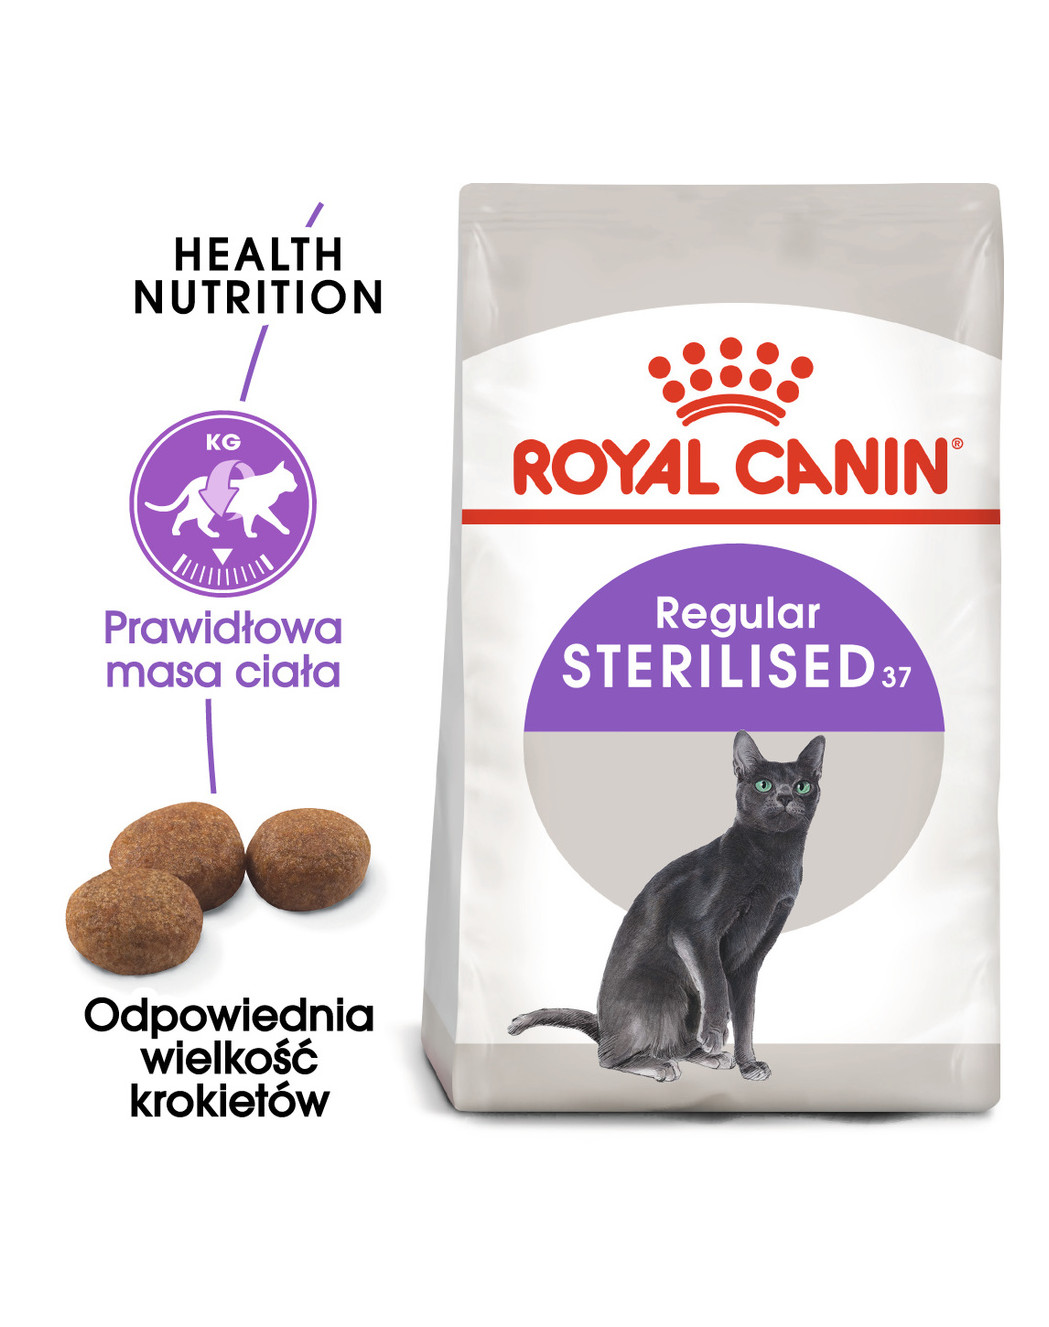 HEALTH
NUTRITION
KG
Prawidłowa
masa ciała
Odpowiednia
wielkość
krokietów
ROYAL CANIN®
Regular
STERILISED 37